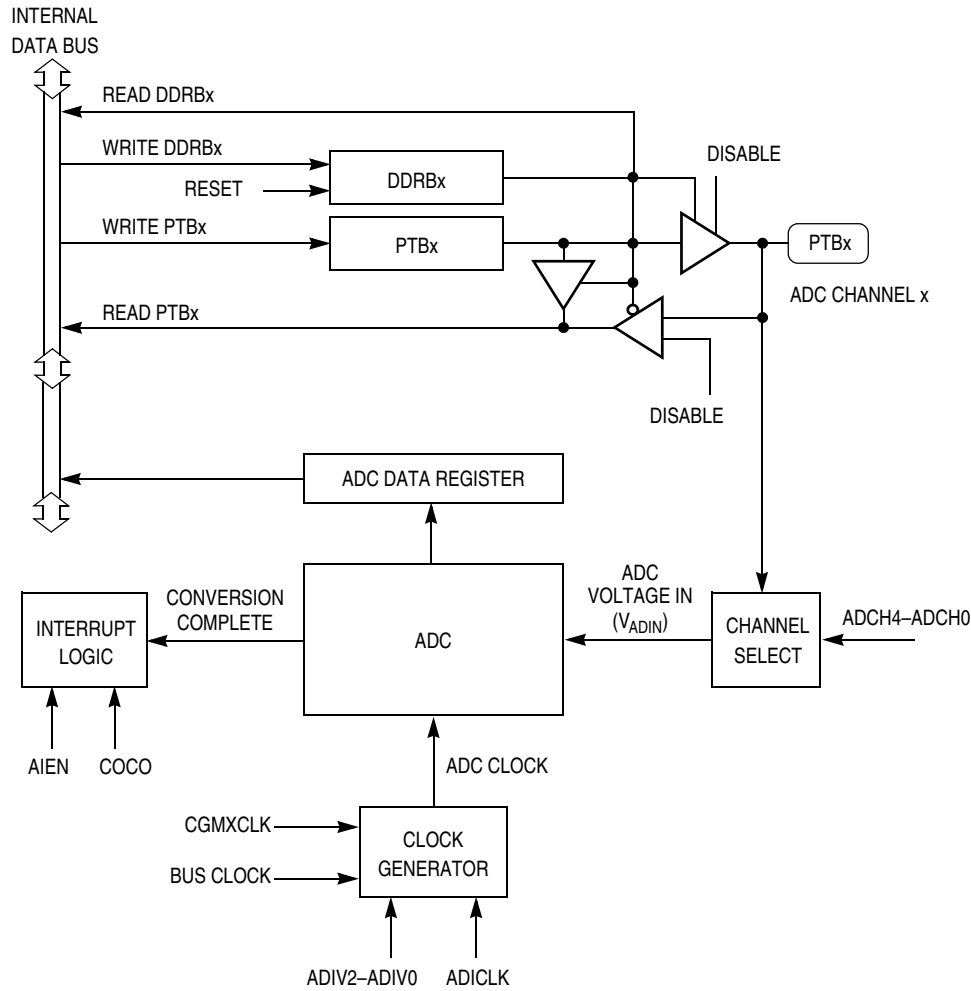 INTERNAL
DATA BUS
READ DDRBx
WRITE DDRBx
RESET
DDRBx
DISABLE
WRITE PTBx
PTBx
PTBx
ADC CHANNEL x
READ PTBx
DISABLE
ADC DATA REGISTER
INTERRUPT
LOGIC
CONVERSION
COMPLETE
ADC
ADC
VOLTAGE IN
(VADIN)
CHANNEL
SELECT
ADCH4–ADCH0
AIEN
COCO
ADC CLOCK
CGMXCLK
BUS CLOCK
CLOCK
GENERATOR
ADIV2–ADIV0
ADICLK